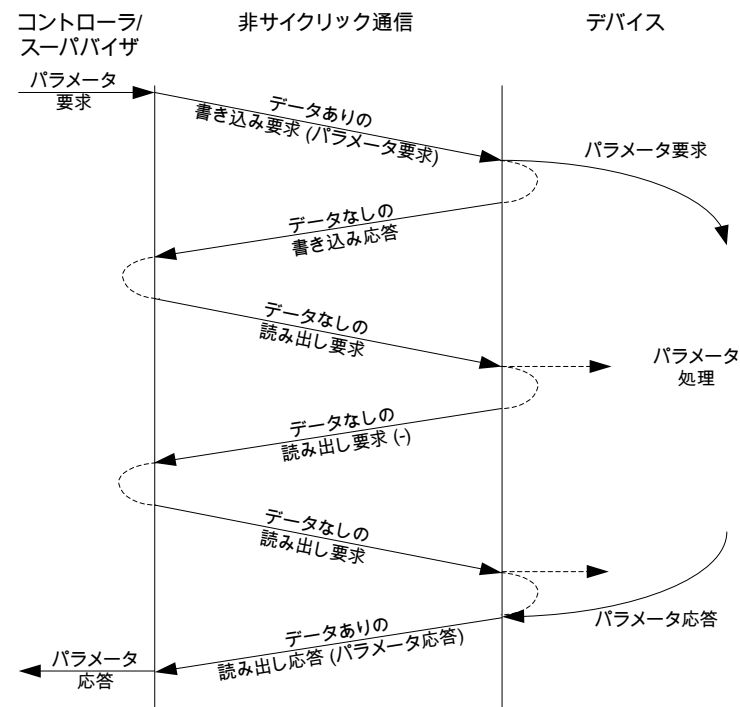 コントローラ/
スーパバイザ
非サイクリック通信
デバイス
パラメータ
要求
データありの
書き込み要求 (パラメータ要求)
パラメータ要求
データなしの
書き込み応答
データなしの
読み出し要求
パラメータ
処理
データなしの
読み出し要求 (-)
データなしの
読み出し要求
パラメータ応答
データありの
読み出し応答 (パラメータ応答)
パラメータ
応答